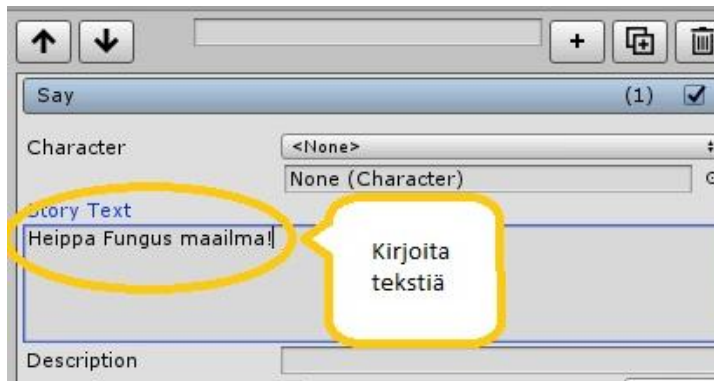 Say (1)
Character <None>
None (Character)
Story Text
Heippa Fungus maailma!
Kirjoita
tekstiä
Description